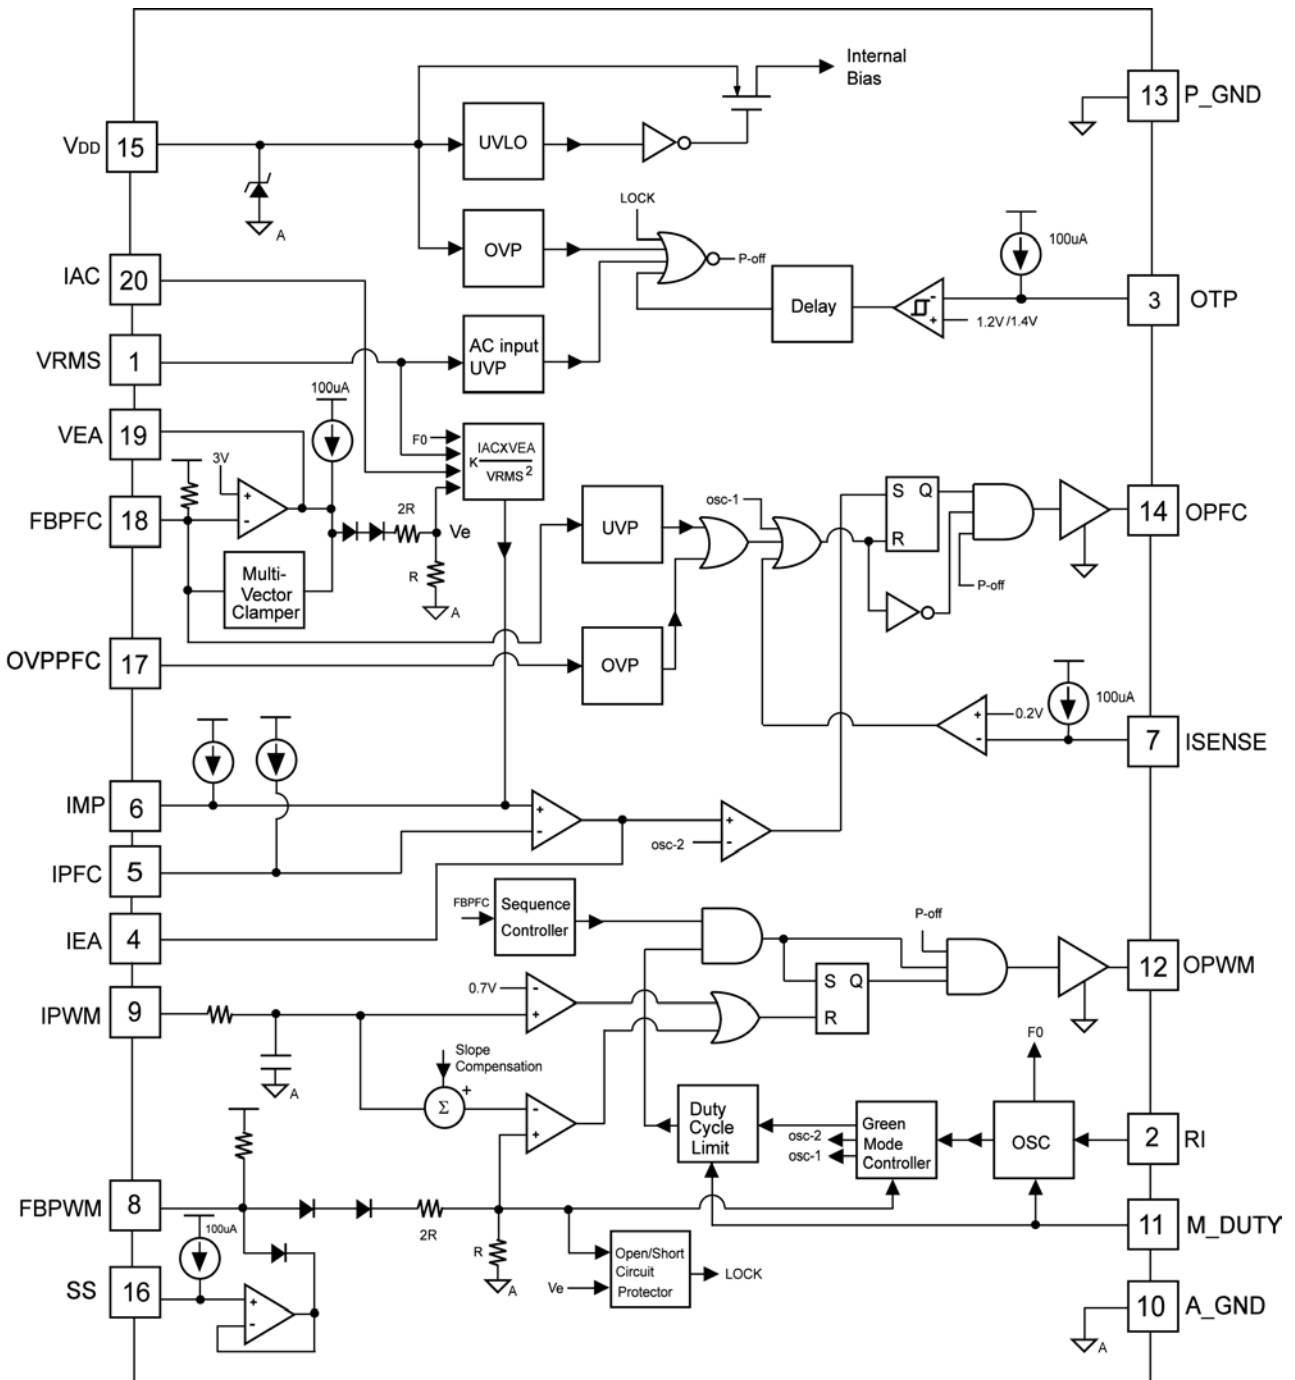 Internal
Bias
13 P_GND
VDD 15
UVLO
A
LOCK
100uA
IAC 20
OVP
P-off
Delay
-
+
1.2V/1.4V
3 OTP
VRMS 1
AC input
UVP
100uA
VEA 19
F0
K IACXVEA
VRMS 2
3V
+
-
FBPFC 18
2R
Ve
R
A
Multi-
Vector
Clamper
UVP
osc-1
S Q
R
14 OPFC
P-off
OVPPFC 17
OVP
100uA
+
-
0.2V
7 ISENSE
IMP 6
+
-
+
-
osc-2
IPFC 5
FBPFC
Sequence
Controller
P-off
IEA 4
12 OPWM
S Q
R
0.7V
-
+
IPWM 9
F0
A
Slope
Compensation
+
Σ
-
+
Duty
Cycle
Limit
osc-2
osc-1
Green
Mode
Controller
OSC
2 RI
FBPWM 8
2R
11 M_DUTY
100uA
R
A
Open/Short
Circuit
Protector
Ve
LOCK
SS 16
+
-
10 A_GND
A